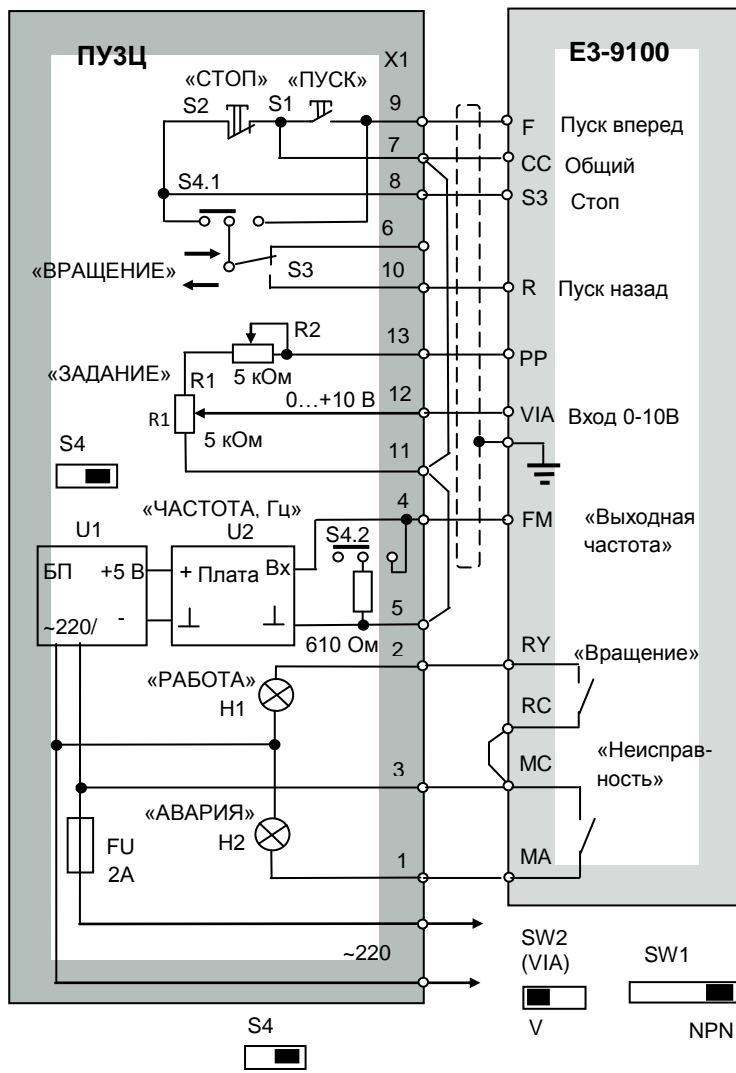 ПУ3Ц
X1
E3-9100
«СТОП» «ПУСК»
S2 S1 9
F Пуск вперед
7
CC Общий
8
S4.1
S3 Стоп
6
«ВРАЩЕНИЕ»
S3
10
R Пуск назад
R2
13
PP
«ЗАДАНИЕ»
R1 5 кОм
12
0…+10 В
R1
5 кОм
VIA Вход 0-10В
S4
11
«ЧАСТОТА, Гц»
4
U1 U2 S4.2
FM «Выходная
частота»
БП +5 В + Плата Вх
~220/ - ⊥ ⊥
5
610 Ом
2
RY
«Вращение»
«РАБОТА»
H1
RC
MC
«Неисправ-
ность»
3
«АВАРИЯ»
H2
FU
2А
1
MA
~220
SW2
(VIA)
SW1
V
NPN
S4